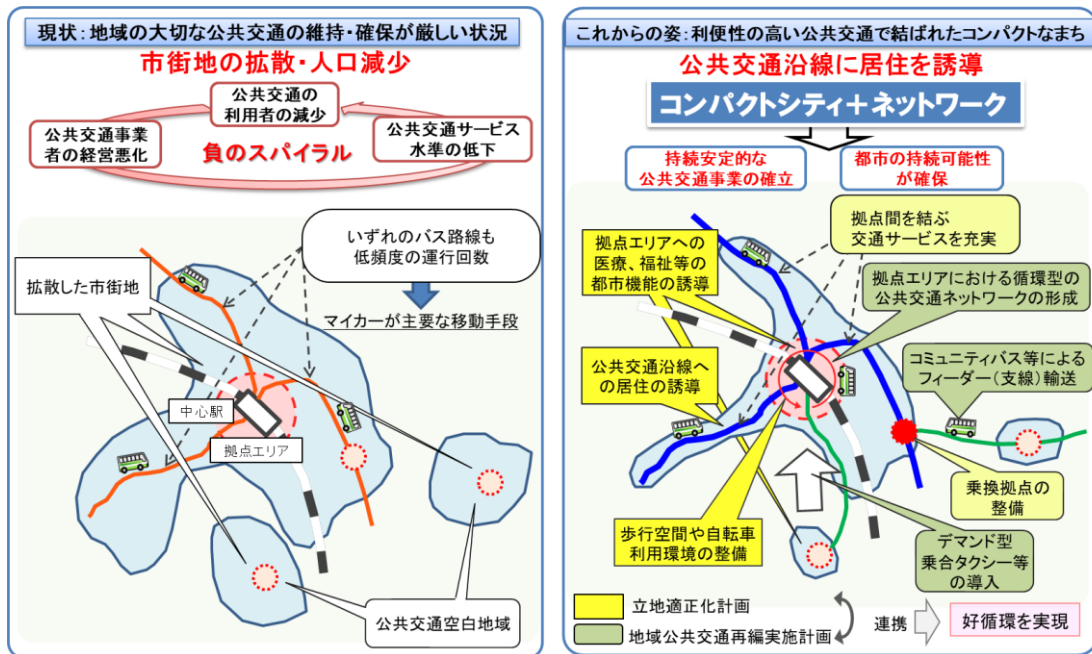 現状：地域の大切な公共交通の維持・確保が厳しい状況
市街地の拡散・人口減少
公共交通の
利用者の減少
公共交通事業
者の経営悪化
負のスパイラル
公共交通サービス
水準の低下
いずれのバス路線も
低頻度の運行回数
拡散した市街地
マイカーが主要な移動手段
中心駅
拠点エリア
公共交通空白地域
これからの姿：利便性の高い公共交通で結ばれたコンパクトなまち
公共交通沿線に居住を誘導
コンパクトシティ＋ネットワーク
持続安定的な
公共交通事業の確立
都市の持続可能性
が確保
拠点エリアへの
医療、福祉等の
都市機能の誘導
拠点間を結ぶ
交通サービスを充実
拠点エリアにおける循環型の
公共交通ネットワークの形成
公共交通沿線へ
の居住の誘導
コミュニティバス等による
フィーダー（支線）輸送
乗換拠点の
整備
歩行空間や自転車
利用環境の整備
デマンド型
乗合タクシー等
の導入
立地適正化計画
地域公共交通再編実施計画
連携
好循環を実現